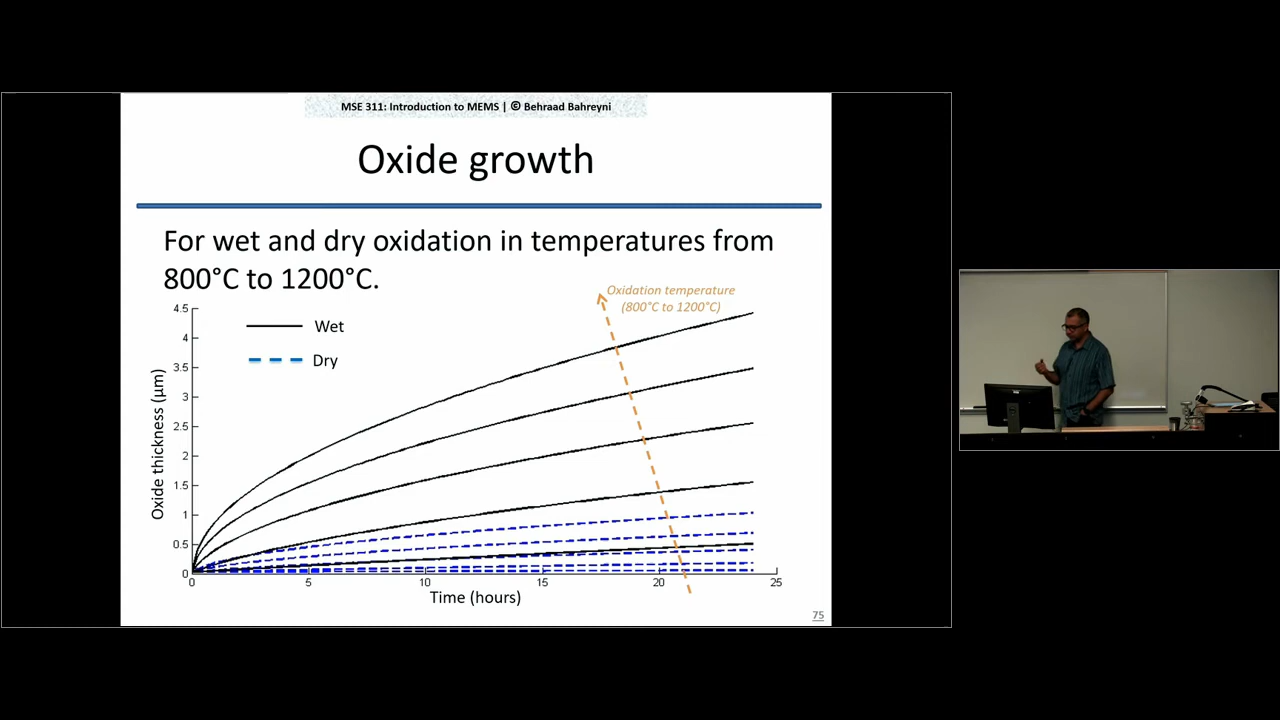 MSE 311: Introduction to MEMS | © Behraad Bahreyni
Oxide growth
For wet and dry oxidation in temperatures from
800°C to 1200°C.
Oxidation temperature
(800°C to 1200°C)
Wet
Dry
Oxide thickness (µm)
4.5
4
3.5
3
2.5
2
1.5
1
0.5
0
0 5 10 15 20 25
Time (hours)
75